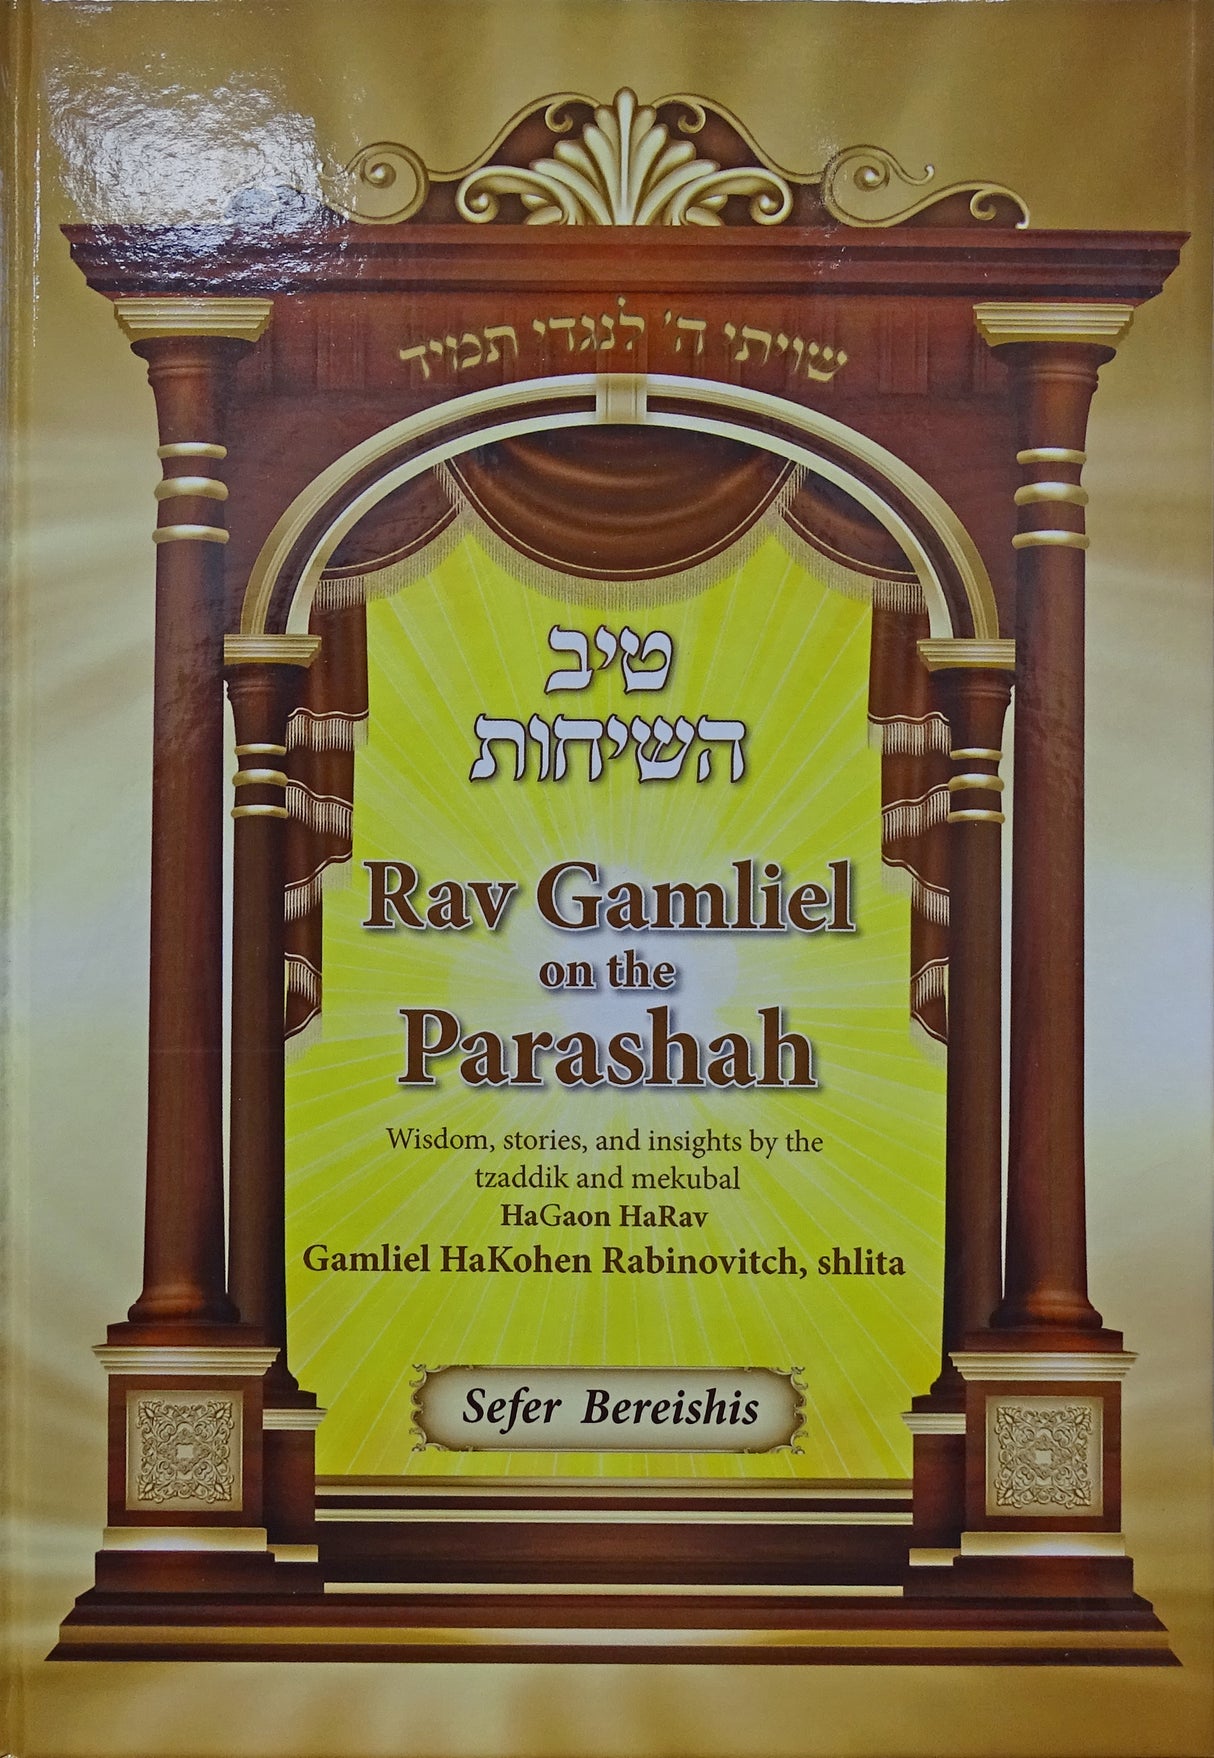 שויתי ה' לנגדי תמיד
טיב
השיחות
Rav Gamliel
on the
Parashah
Wisdom, stories, and insights by the
tzaddik and mekubal
HaGaon HaRav
Gamliel HaKohen Rabinovitch, shlita
Sefer Bereishis